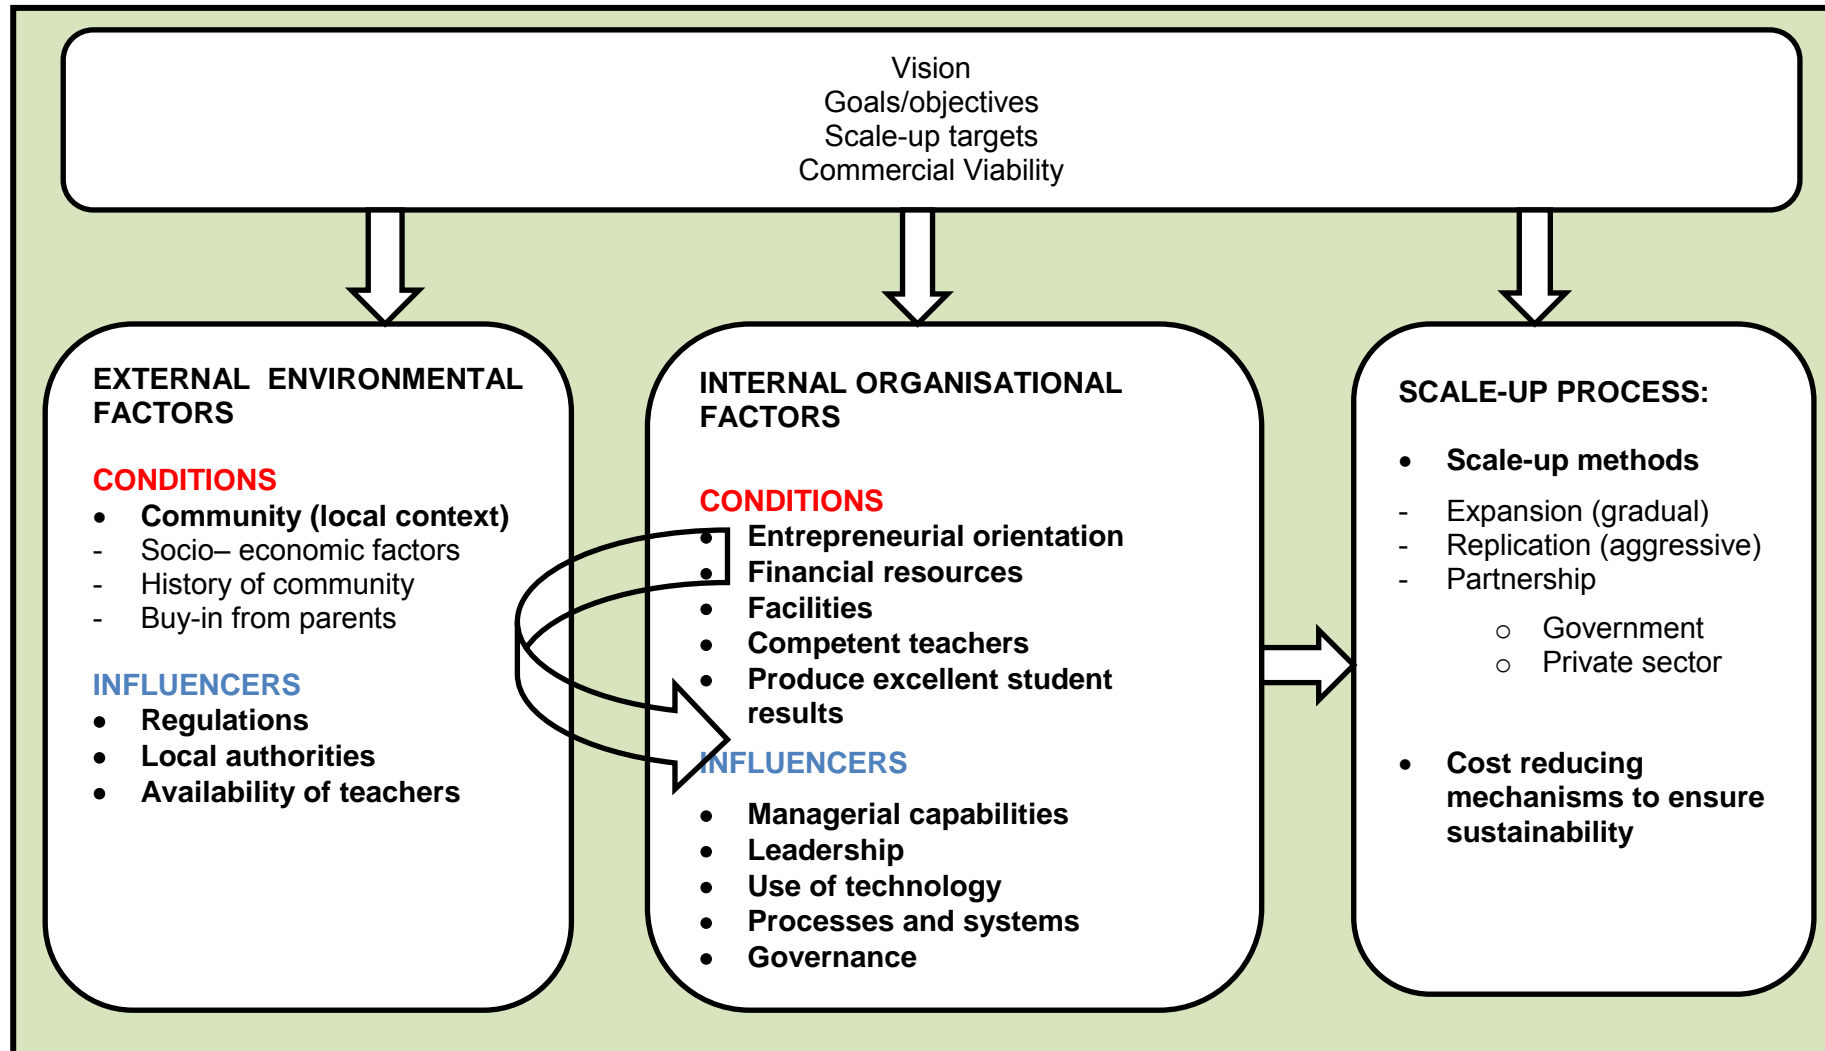 Vision
Goals/objectives
Scale-up targets
Commercial Viability
EXTERNAL ENVIRONMENTAL
FACTORS
CONDITIONS
• Community (local context)
- Socio– economic factors
- History of community
- Buy-in from parents
INFLUENCERS
• Regulations
• Local authorities
• Availability of teachers
INTERNAL ORGANISATIONAL
FACTORS
CONDITIONS
• Entrepreneurial orientation
• Financial resources
• Facilities
• Competent teachers
• Produce excellent student
results
INFLUENCERS
• Managerial capabilities
• Leadership
• Use of technology
• Processes and systems
• Governance
SCALE-UP PROCESS:
• Scale-up methods
- Expansion (gradual)
- Replication (aggressive)
- Partnership
o Government
o Private sector
• Cost reducing
mechanisms to ensure
sustainability